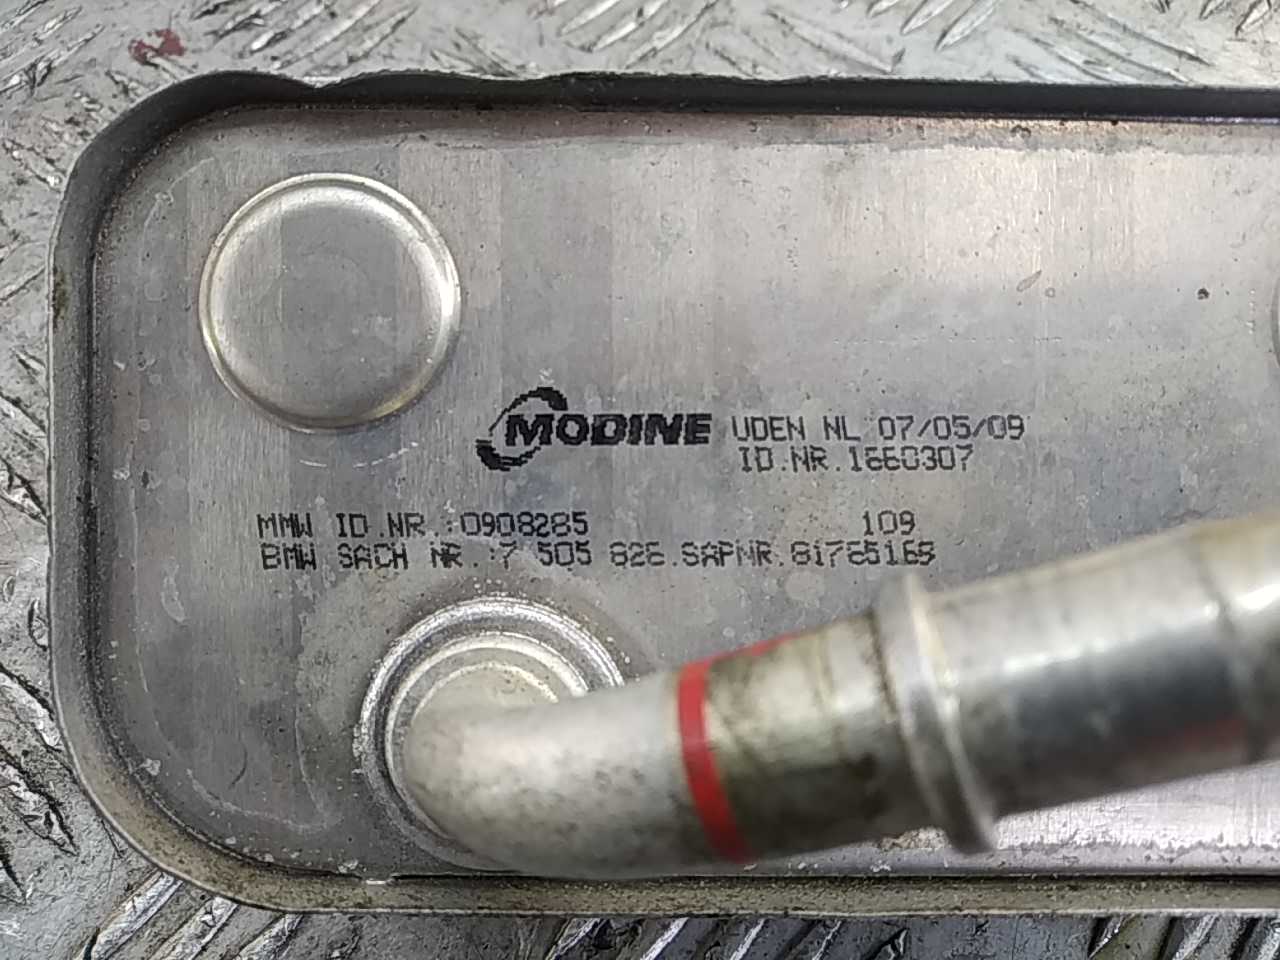 MODINE UDEN NL 07/05/09
ID.NR.1660307
MMW ID.NR.:0908285 109
BMW SACH NR.:7 505 826.SAPNR.81765169